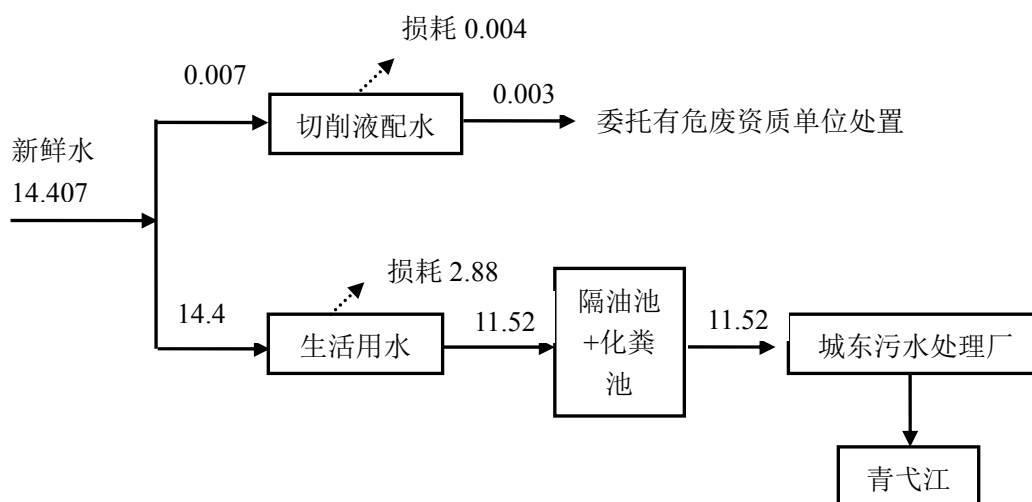 损耗 0.004
0.007
0.003
切削液配水
委托有危废资质单位处置
新鲜水
14.407
损耗 2.88
14.4
生活用水
11.52
隔油池
+化粪
池
11.52
城东污水处理厂
青弋江